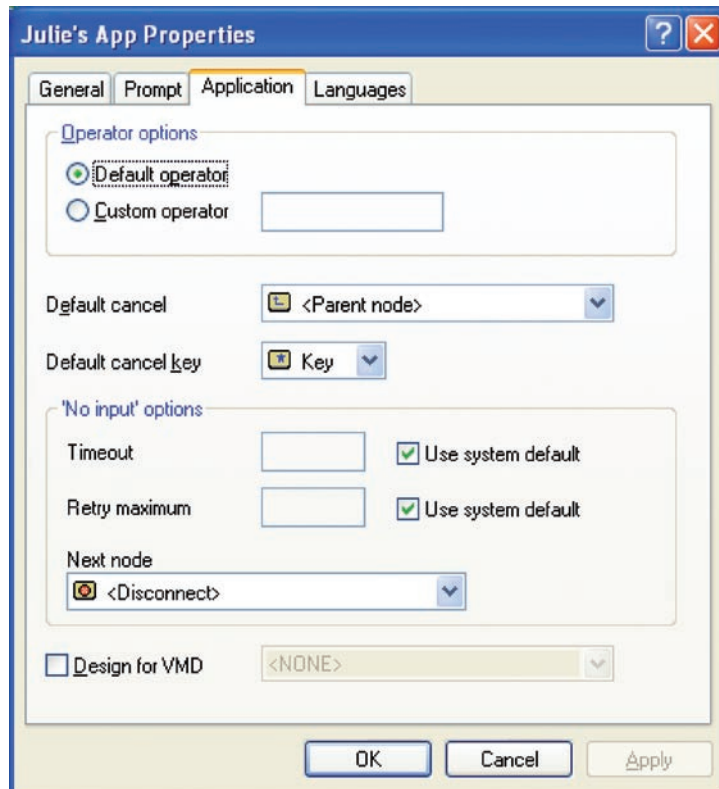 Julie's App Properties
General Prompt Application Languages
Operator options
Default operator
Custom operator
Default cancel <Parent node>
Default cancel key Key
'No input' options
Timeout Use system default
Retry maximum Use system default
Next node
<Disconnect>
Design for VMD <NONE>
OK Cancel Apply